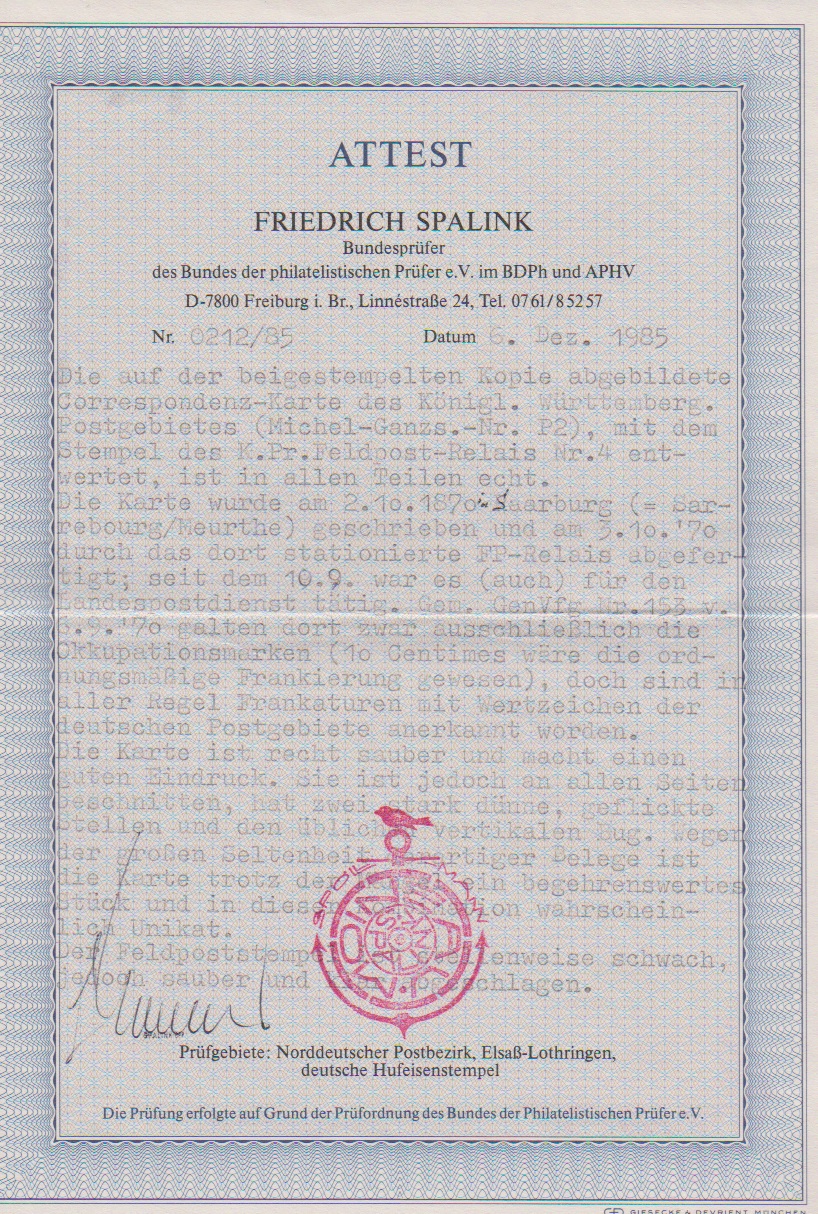 ATTEST
FRIEDRICH SPALINK
Bundesprüfer
des Bundes der philatelistischen Prüfer e.V. im BDPh und APHV
D-7800 Freiburg i. Br., Linnéstraße 24, Tel. 0761/85257
Nr. 0212/85 Datum 6. Dez. 1985
Die auf der beigestempelten Kopie abgebildete
Correspondenz-Karte des Königl. Württemberg.
Postgebietes (Michel-Ganzs.-Nr. P2), mit dem
Stempel des K.Pr.Feldpost-Relais Nr.4 ent-
wertet, ist in allen Teilen echt.
Die Karte wurde am 2.1o.187o in Saarburg (= Sar-
rebourg/Meurthe) geschrieben und am 3.1o.'7o
durch das dort stationierte FP-Relais abgefer-
tigt; seit dem 10.9. war es (auch) für den
Landespostdienst tätig. Gem. GenVfg Nr.153 v.
6.9.'7o galten dort zwar ausschließlich die
Okkupationsmarken (1o Centimes wäre die ord-
nungsmäßige Frankierung gewesen), doch sind in
aller Regel Frankaturen mit Wertzeichen der
deutschen Postgebiete anerkannt worden.
Die Karte ist recht sauber und macht einen
guten Eindruck. Sie ist jedoch an allen Seiten
beschnitten, hat zwei stark dünne, geflickte
Stellen und den üblichen vertikalen Bug. Wegen
der großen Seltenheit derartiger Belege ist
die Karte trotz der Mängel ein begehrenswertes
Stück und in dieser Kombination wahrschein-
lich Unikat.
Der Feldpoststempel ist stellenweise schwach,
jedoch sauber und klar abgeschlagen.
Prüfgebiete: Norddeutscher Postbezirk, Elsaß-Lothringen,
deutsche Hufeisenstempel
Die Prüfung erfolgte auf Grund der Prüfordnung des Bundes der Philatelistischen Prüfer e.V.
GIESECKE & DEVRIENT MÜNCHEN